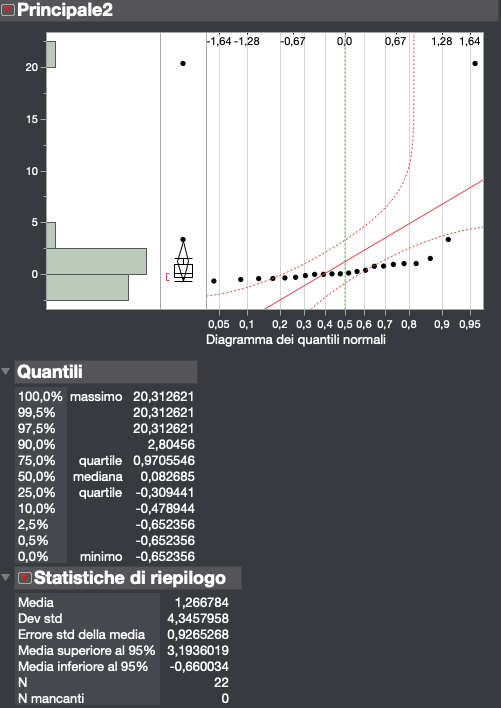 Principale2
-1,64 -1,28 -0,67 0,0 0,67 1,28 1,64
20
15
10
5
0
0,05 0,1 0,2 0,3 0,4 0,5 0,6 0,7 0,8 0,9 0,95
Diagramma dei quantili normali
Quantili
100,0% massimo 20,312621
99,5% 20,312621
97,5% 20,312621
90,0% 2,80456
75,0% quartile 0,9705546
50,0% mediana 0,082685
25,0% quartile -0,309441
10,0% -0,478944
2,5% -0,652356
0,5% -0,652356
0,0% minimo -0,652356
Statistiche di riepilogo
Media 1,266784
Dev std 4,3457958
Errore std della media 0,9265268
Media superiore al 95% 3,1936019
Media inferiore al 95% -0,660034
N 22
N mancanti 0